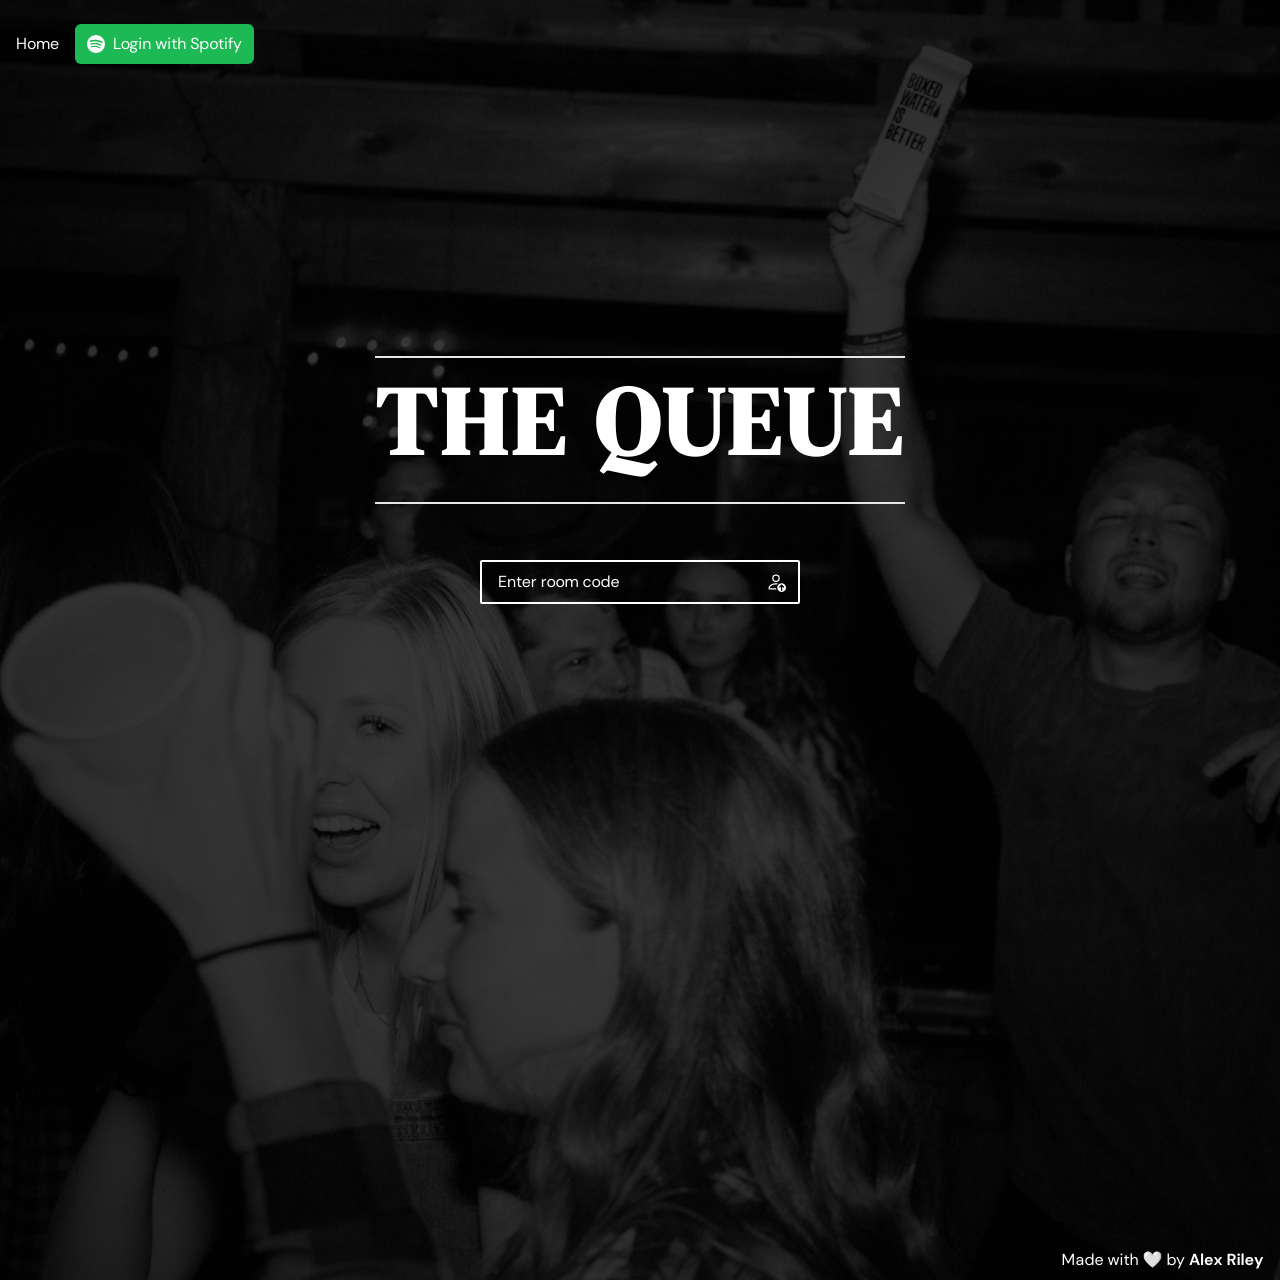 Home
Login with Spotify
BOXED
WATER
IS
BETTER
THE QUEUE
Enter room code
Made with 🤍 by Alex Riley